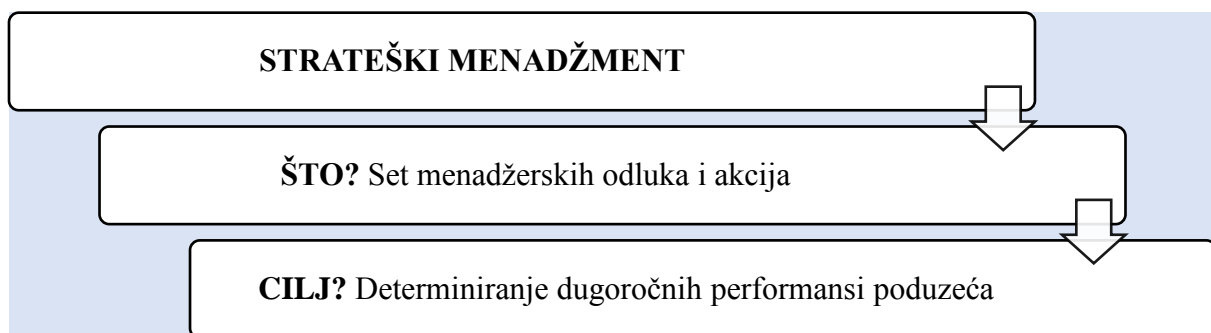 STRATEŠKI MENADŽMENT
ŠTO? Set menadžerskih odluka i akcija
CILJ? Determiniranje dugoročnih performansi poduzeća